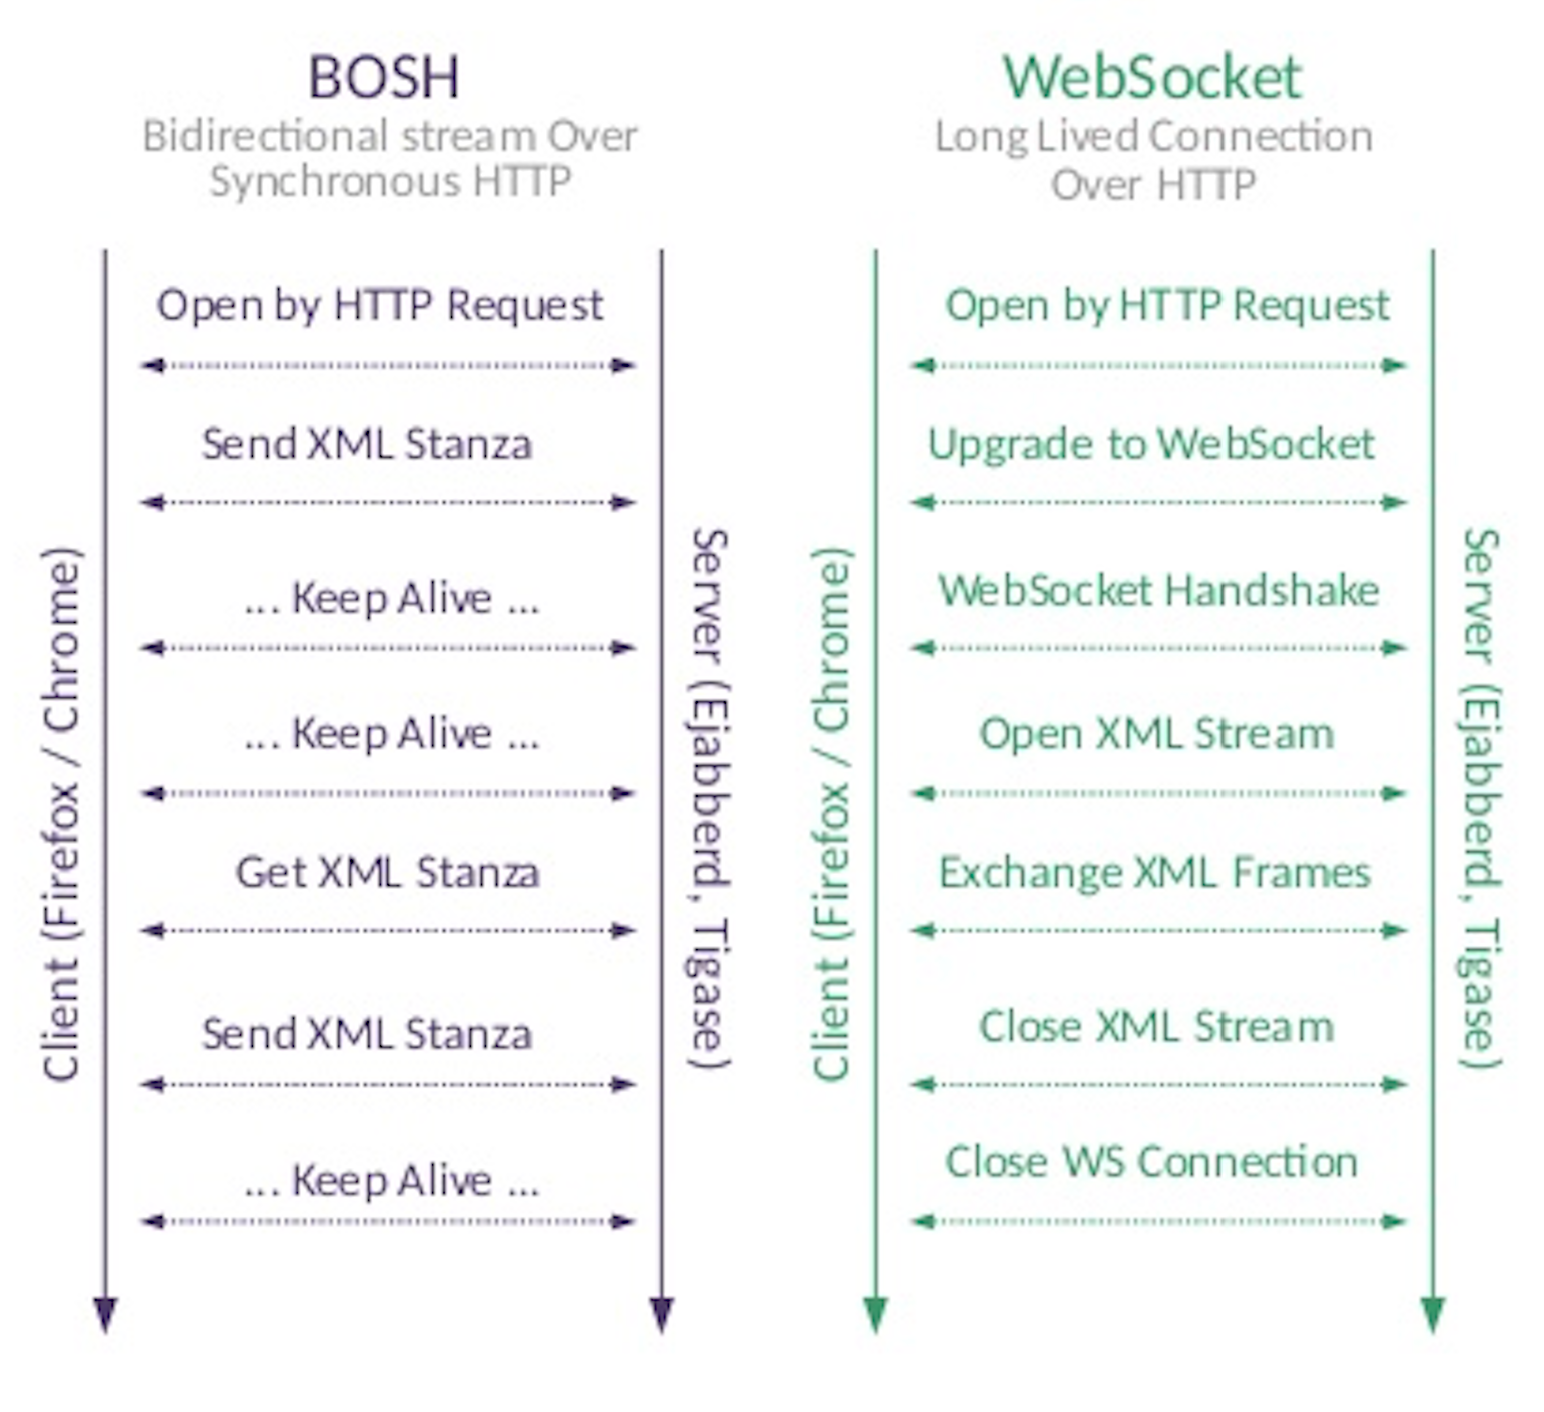 BOSH
Bidirectional stream Over
Synchronous HTTP
Open by HTTP Request
Send XML Stanza
... Keep Alive ...
... Keep Alive ...
Get XML Stanza
Send XML Stanza
... Keep Alive ...
Client (Firefox / Chrome)
Server (Ejabberd, Tigase)
WebSocket
Long Lived Connection
Over HTTP
Open by HTTP Request
Upgrade to WebSocket
WebSocket Handshake
Open XML Stream
Exchange XML Frames
Close XML Stream
Close WS Connection
Client (Firefox / Chrome)
Server (Ejabberd, Tigase)